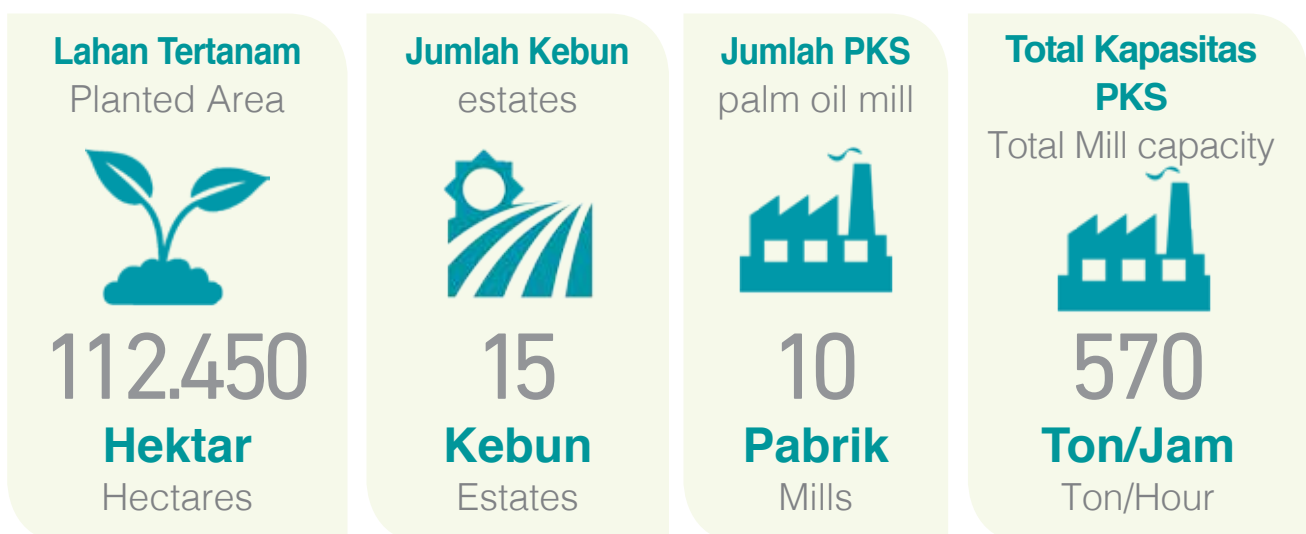 Lahan Tertanam
Planted Area
112.450
Hektar
Hectares
Jumlah Kebun
estates
15
Kebun
Estates
Jumlah PKS
palm oil mill
10
Pabrik
Mills
Total Kapasitas
PKS
Total Mill capacity
570
Ton/Jam
Ton/Hour